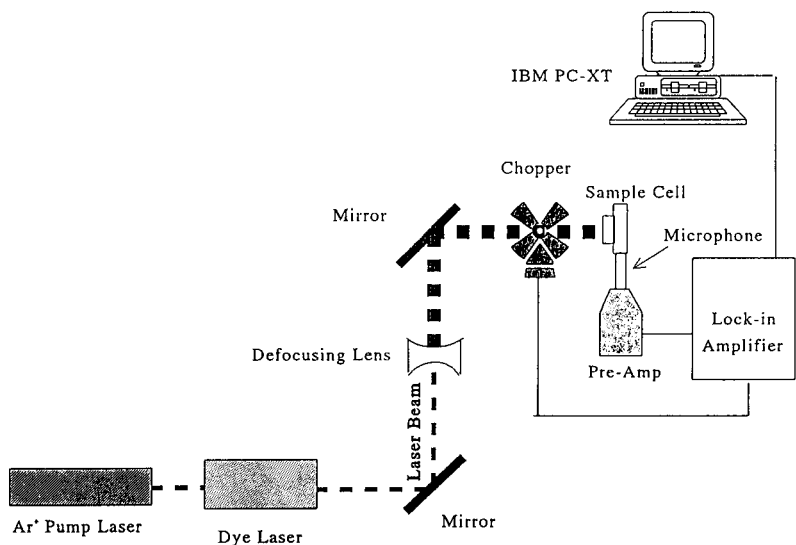 IBM PC-XT
Chopper
Sample Cell
Mirror
Microphone
Lock-in
Amplifier
Defocusing Lens
Pre-Amp
Laser Beam
Ar⁺ Pump Laser
Dye Laser
Mirror